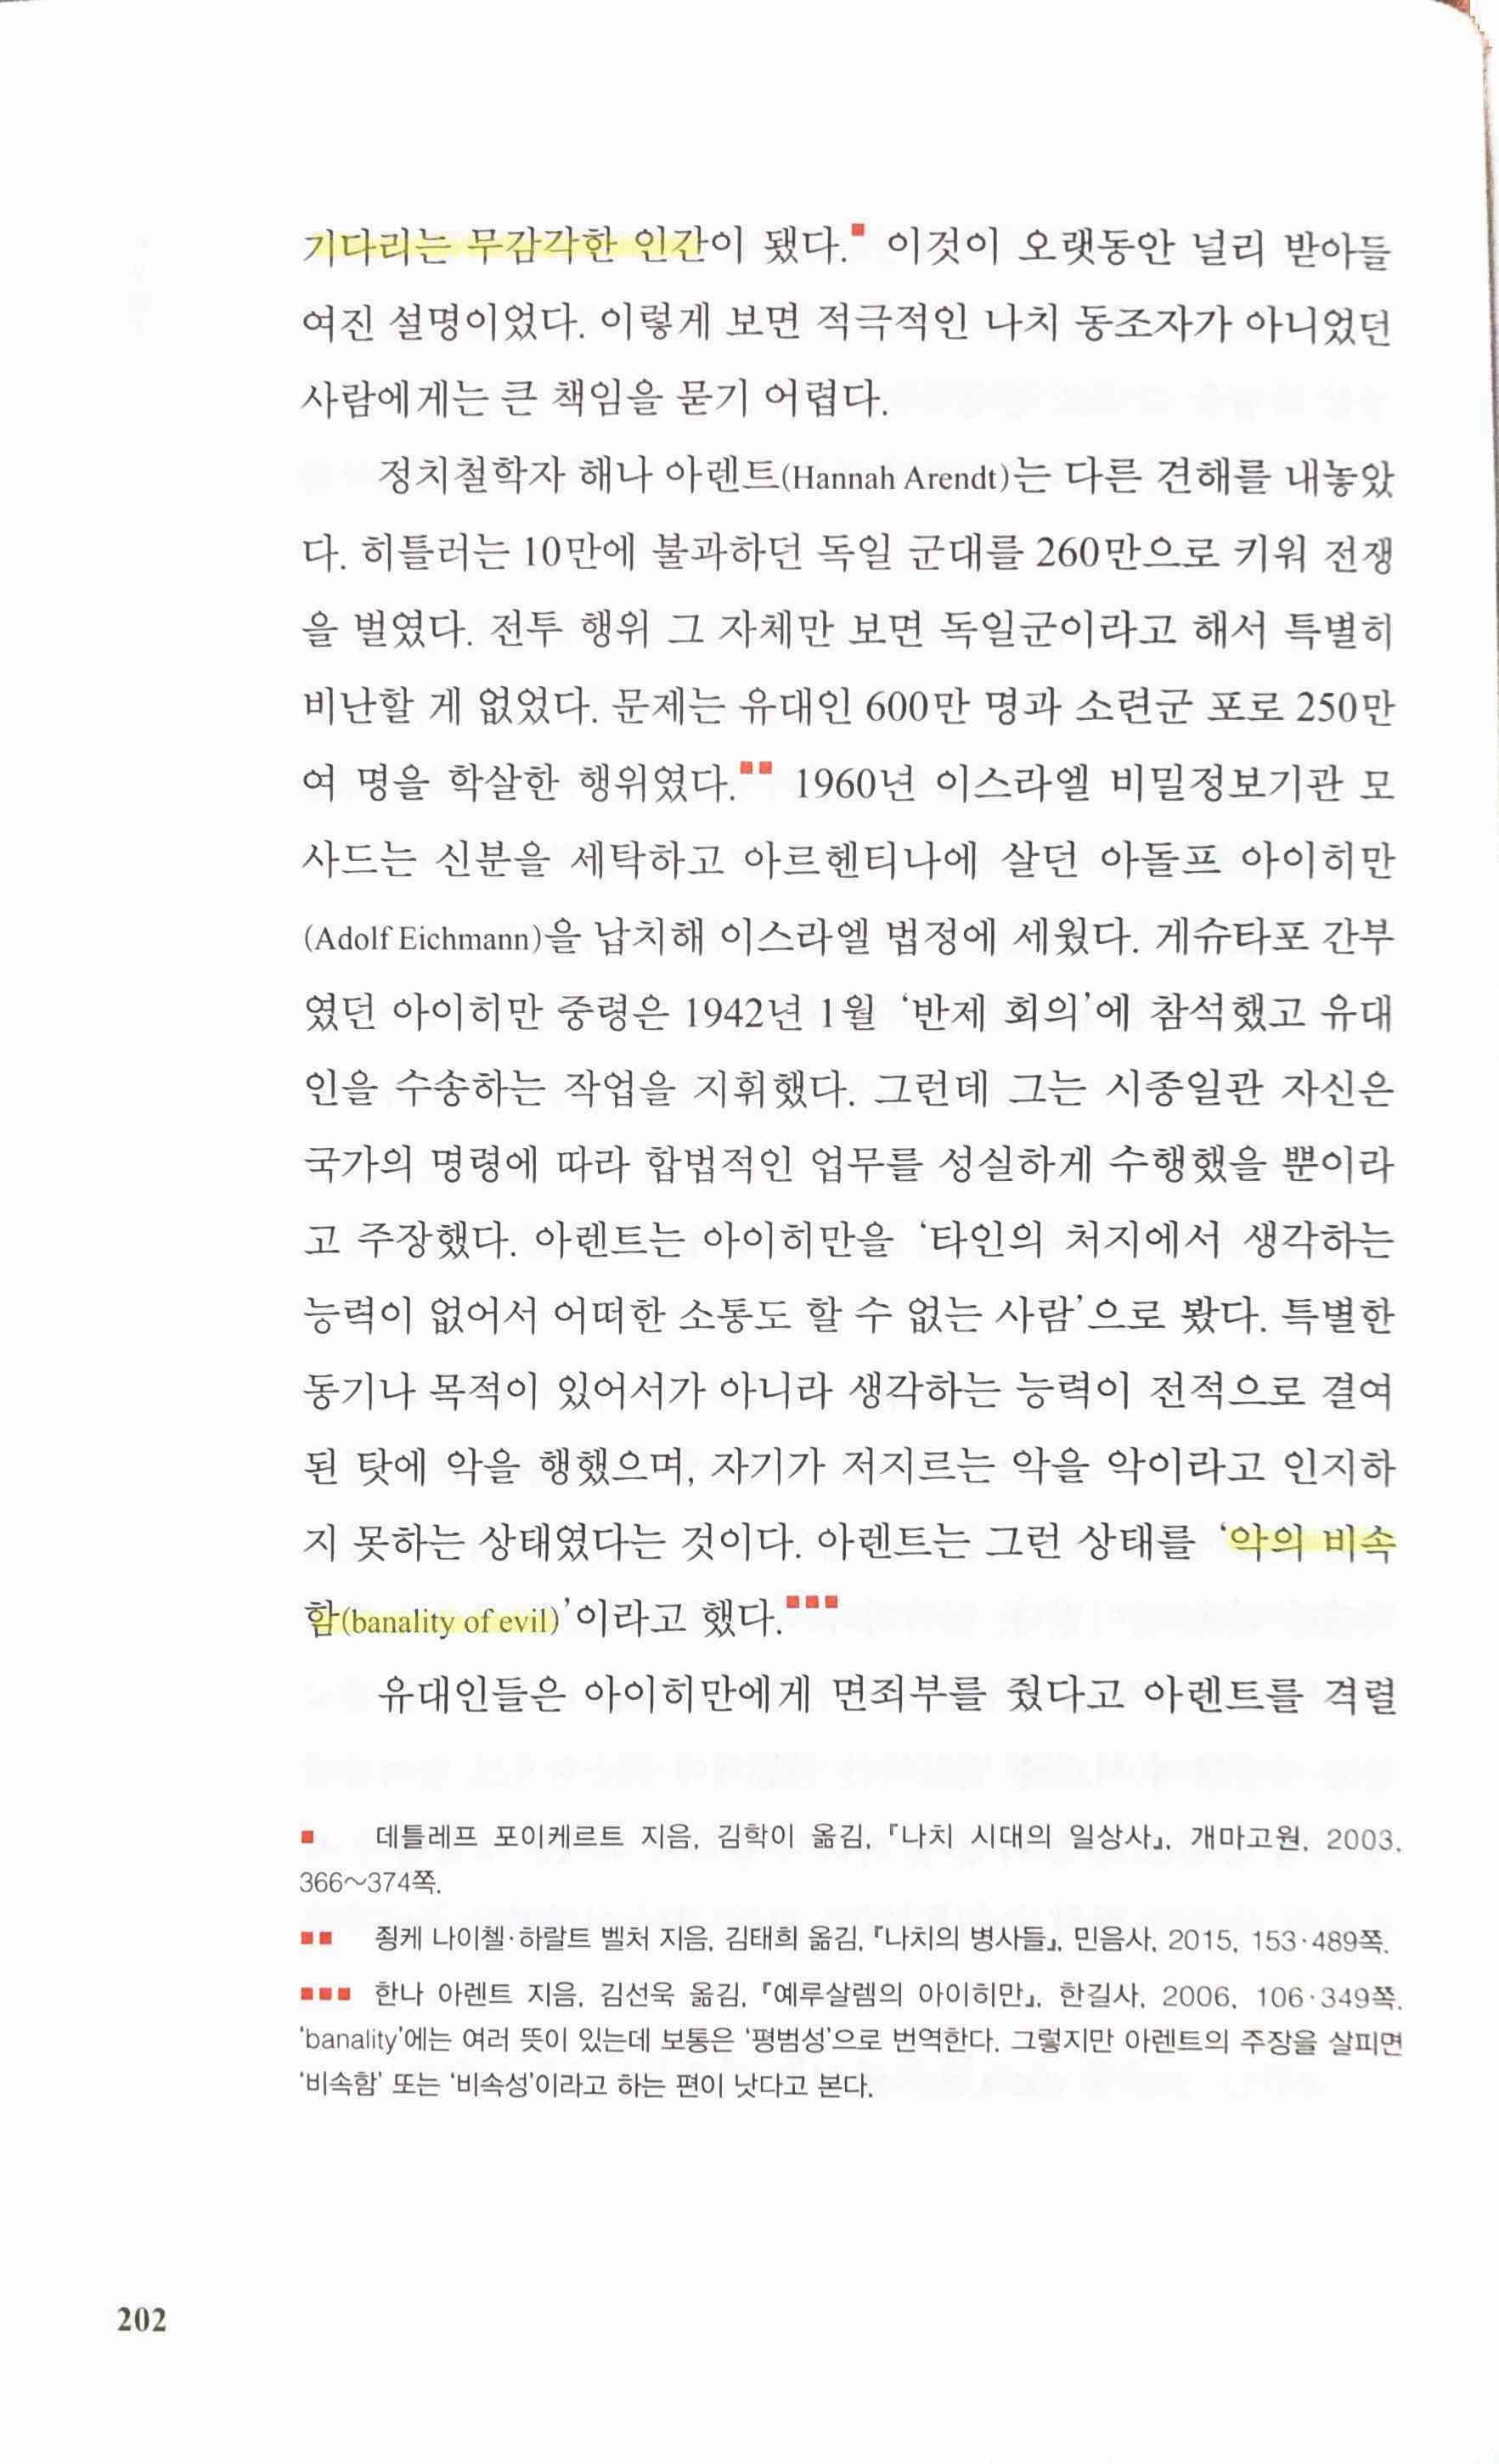 기다리는 무감각한 인간이 됐다.▪ 이것이 오랫동안 널리 받아들
여진 설명이었다. 이렇게 보면 적극적인 나치 동조자가 아니었던
사람에게는 큰 책임을 묻기 어렵다.
정치철학자 해나 아렌트(Hannah Arendt)는 다른 견해를 내놓았
다. 히틀러는 10만에 불과하던 독일 군대를 260만으로 키워 전쟁
을 벌였다. 전투 행위 그 자체만 보면 독일군이라고 해서 특별히
비난할 게 없었다. 문제는 유대인 600만 명과 소련군 포로 250만
여 명을 학살한 행위였다.▪▪ 1960년 이스라엘 비밀정보기관 모
사드는 신분을 세탁하고 아르헨티나에 살던 아돌프 아이히만
(Adolf Eichmann)을 납치해 이스라엘 법정에 세웠다. 게슈타포 간부
였던 아이히만 중령은 1942년 1월 ‘반제 회의’에 참석했고 유대
인을 수송하는 작업을 지휘했다. 그런데 그는 시종일관 자신은
국가의 명령에 따라 합법적인 업무를 성실하게 수행했을 뿐이라
고 주장했다. 아렌트는 아이히만을 ‘타인의 처지에서 생각하는
능력이 없어서 어떠한 소통도 할 수 없는 사람’으로 봤다. 특별한
동기나 목적이 있어서가 아니라 생각하는 능력이 전적으로 결여
된 탓에 악을 행했으며, 자기가 저지르는 악을 악이라고 인지하
지 못하는 상태였다는 것이다. 아렌트는 그런 상태를 ‘악의 비속
함(banality of evil)’이라고 했다.▪▪▪
유대인들은 아이히만에게 면죄부를 줬다고 아렌트를 격렬
▪ 데틀레프 포이케르트 지음, 김학이 옮김, 『나치 시대의 일상사』, 개마고원, 2003,
366~374쪽.
▪▪ 죙케 나이첼·하랄트 벨처 지음, 김태희 옮김, 『나치의 병사들』, 민음사, 2015, 153·489쪽.
▪▪▪ 한나 아렌트 지음, 김선욱 옮김, 『예루살렘의 아이히만』, 한길사, 2006, 106·349쪽.
‘banality’에는 여러 뜻이 있는데 보통은 ‘평범성’으로 번역한다. 그렇지만 아렌트의 주장을 살피면
‘비속함’ 또는 ‘비속성’이라고 하는 편이 낫다고 본다.
202